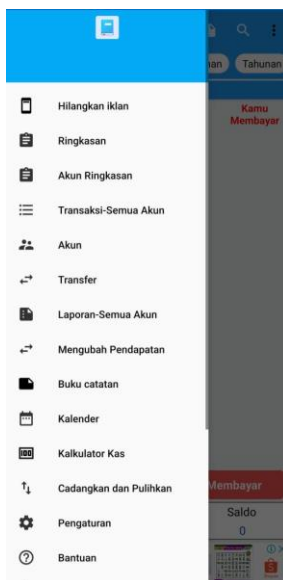 nan
Tahunan
Kamu
Membayar
Hilangkan iklan
Ringkasan
Akun Ringkasan
Transaksi-Semua Akun
Akun
Transfer
Laporan-Semua Akun
Mengubah Pendapatan
Buku catatan
Kalender
Kalkulator Kas
Cadangkan dan Pulihkan
Pengaturan
Bantuan
Membayar
Saldo
0